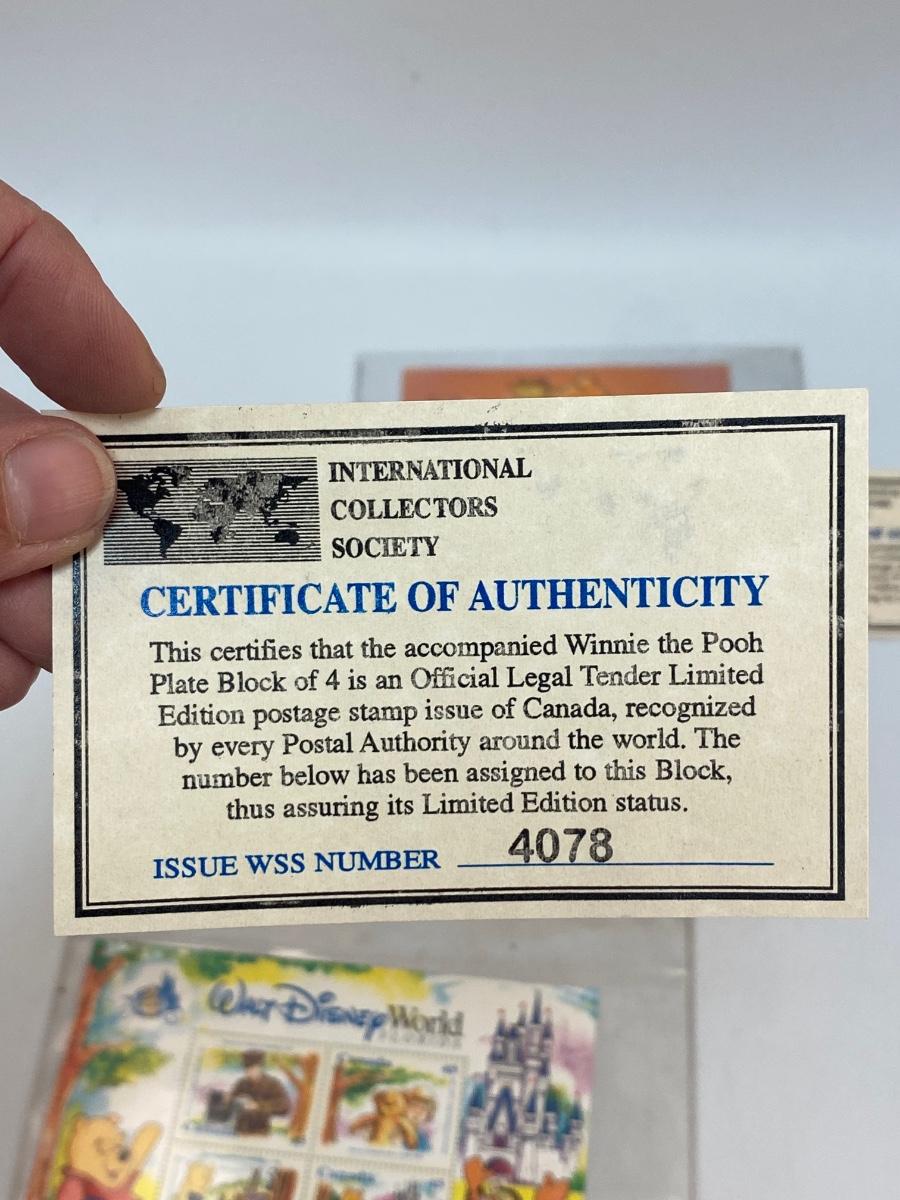 INTERNATIONAL
COLLECTORS
SOCIETY
CERTIFICATE OF AUTHENTICITY
This certifies that the accompanied Winnie the Pooh
Plate Block of 4 is an Official Legal Tender Limited
Edition postage stamp issue of Canada, recognized
by every Postal Authority around the world. The
number below has been assigned to this Block,
thus assuring its Limited Edition status.
ISSUE WSS NUMBER 4078
WALT DISNEY World
Canada
Canada